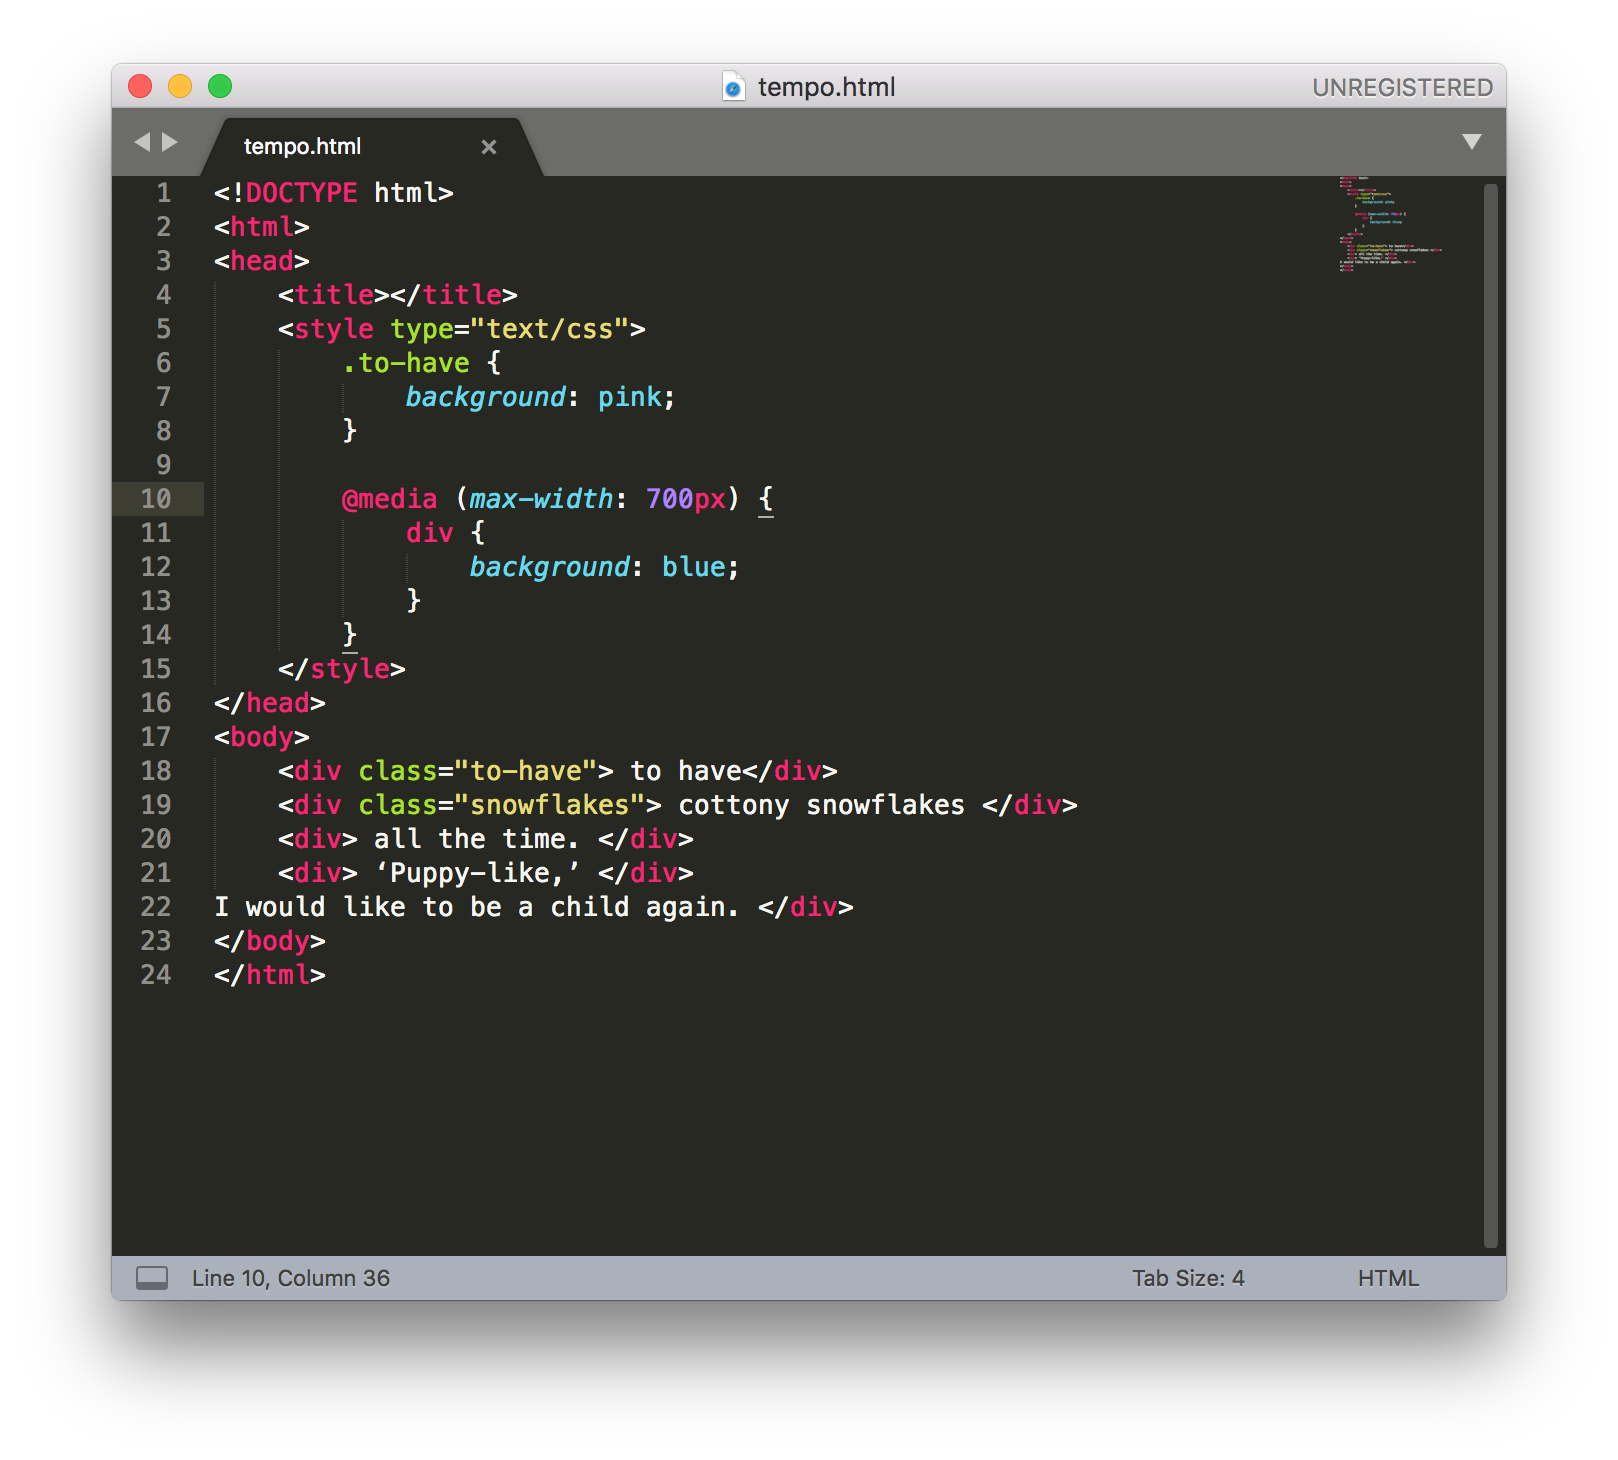 tempo.html
UNREGISTERED
tempo.html
1 <!DOCTYPE html>
2 <html>
3 <head>
4     <title></title>
5     <style type="text/css">
6         .to-have {
7             background: pink;
8         }
9
10         @media (max-width: 700px) {
11             div {
12                 background: blue;
13             }
14         }
15     </style>
16 </head>
17 <body>
18     <div class="to-have"> to have</div>
19     <div class="snowflakes"> cottony snowflakes </div>
20     <div> all the time. </div>
21     <div> ‘Puppy-like,’ </div>
22 I would like to be a child again. </div>
23 </body>
24 </html>
Line 10, Column 36
Tab Size: 4
HTML